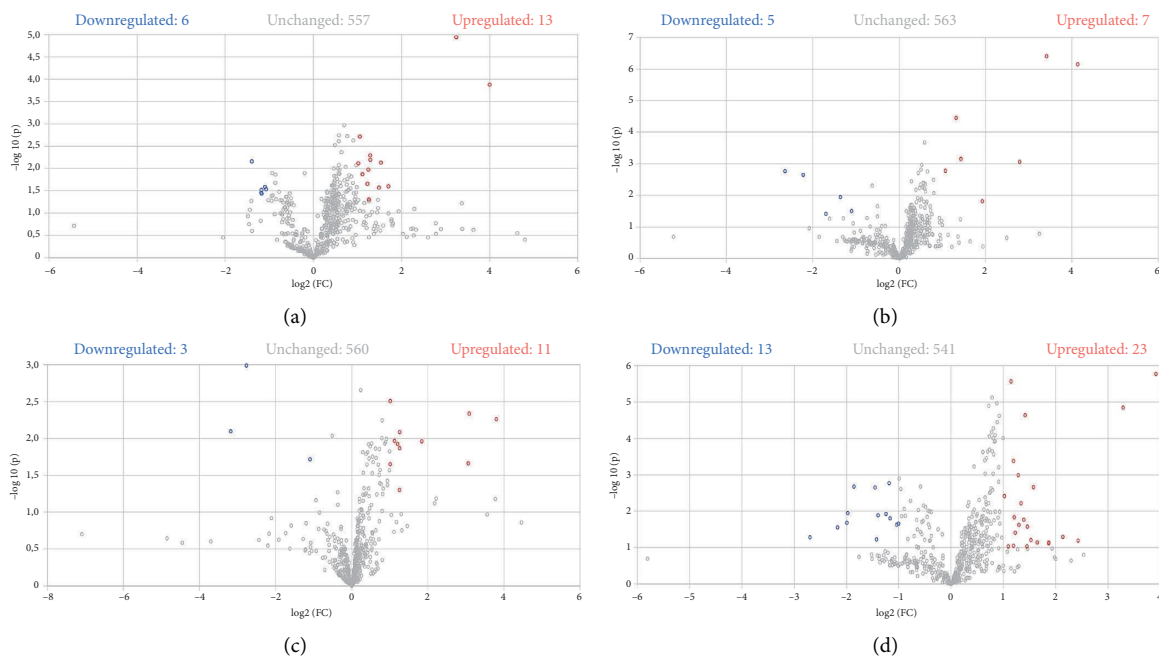 Downregulated: 6 Unchanged: 557 Upregulated: 13
5,0
4,5
4,0
3,5
3,0
2,5
2,0
1,5
1,0
0,5
0
−log 10 (p)
−6 −4 −2 0 2 4 6
log2 (FC)
(a)
Downregulated: 5 Unchanged: 563 Upregulated: 7
7
6
5
4
3
2
1
0
−log 10 (p)
−6 −4 −2 0 2 4 6
log2 (FC)
(b)
Downregulated: 3 Unchanged: 560 Upregulated: 11
3,0
2,5
2,0
1,5
1,0
0,5
0
−log 10 (p)
−8 −6 −4 −2 0 2 4 6
log2 (FC)
(c)
Downregulated: 13 Unchanged: 541 Upregulated: 23
6
5
4
3
2
1
0
−log 10 (p)
−6 −4 −3 −2 −1 0 1 2 3 4
log2 (FC)
(d)